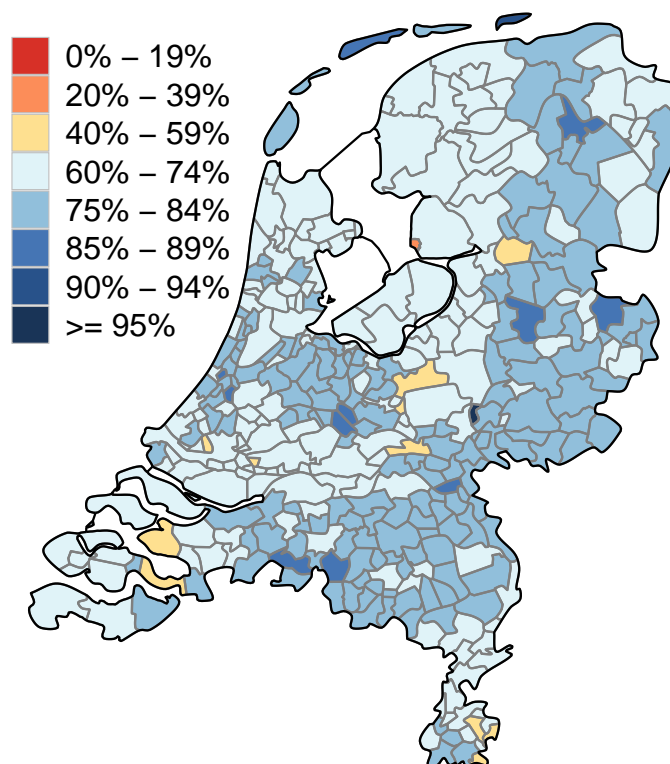 0% – 19%
20% – 39%
40% – 59%
60% – 74%
75% – 84%
85% – 89%
90% – 94%
>= 95%